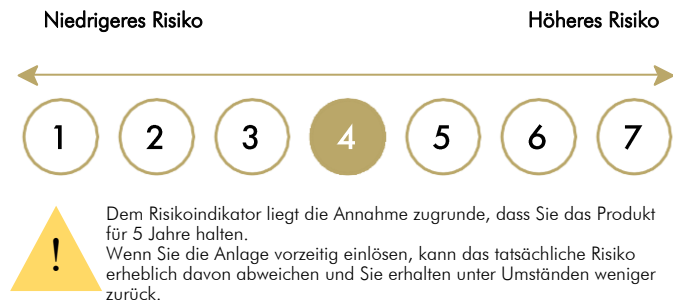 Niedrigeres Risiko Höheres Risiko
1 2 3 4 5 6 7
! Dem Risikoindikator liegt die Annahme zugrunde, dass Sie das Produkt
für 5 Jahre halten.
Wenn Sie die Anlage vorzeitig einlösen, kann das tatsächliche Risiko
erheblich davon abweichen und Sie erhalten unter Umständen weniger
zurück.